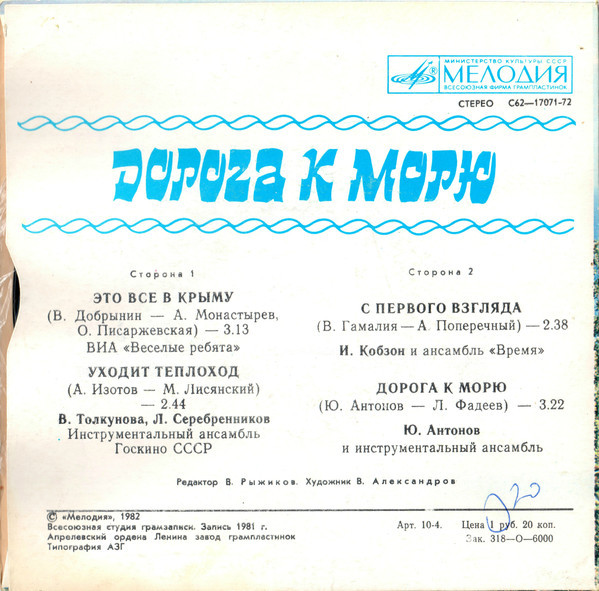 МИНИСТЕРСТВО КУЛЬТУРЫ СССР
МЕЛОДИЯ
ВСЕСОЮЗНАЯ ФИРМА ГРАМПЛАСТИНОК
СТЕРЕО С62—17071-72
ДОРОГА К МОРЮ
Сторона 1
ЭТО ВСЕ В КРЫМУ
(В. Добрынин — А. Монастырев,
О. Писаржевская) — 3.13
ВИА «Веселые ребята»
УХОДИТ ТЕПЛОХОД
(А. Изотов — М. Лисянский)
— 2.44
В. Толкунова, Л. Серебренников
Инструментальный ансамбль
Госкино СССР
Сторона 2
С ПЕРВОГО ВЗГЛЯДА
(В. Гамалия — А. Поперечный) — 2.38
И. Кобзон и ансамбль «Время»
ДОРОГА К МОРЮ
(Ю. Антонов — Л. Фадеев) — 3.22
Ю. Антонов
и инструментальный ансамбль
Редактор В. Рыжиков. Художник В. Александров
© «Мелодия», 1982
Всесоюзная студия грамзаписи. Запись 1981 г.
Апрелевский ордена Ленина завод грампластинок
Типография АЗГ
Арт. 10-4. Цена 1 руб. 20 коп.
Зак. 318—О—6000
20